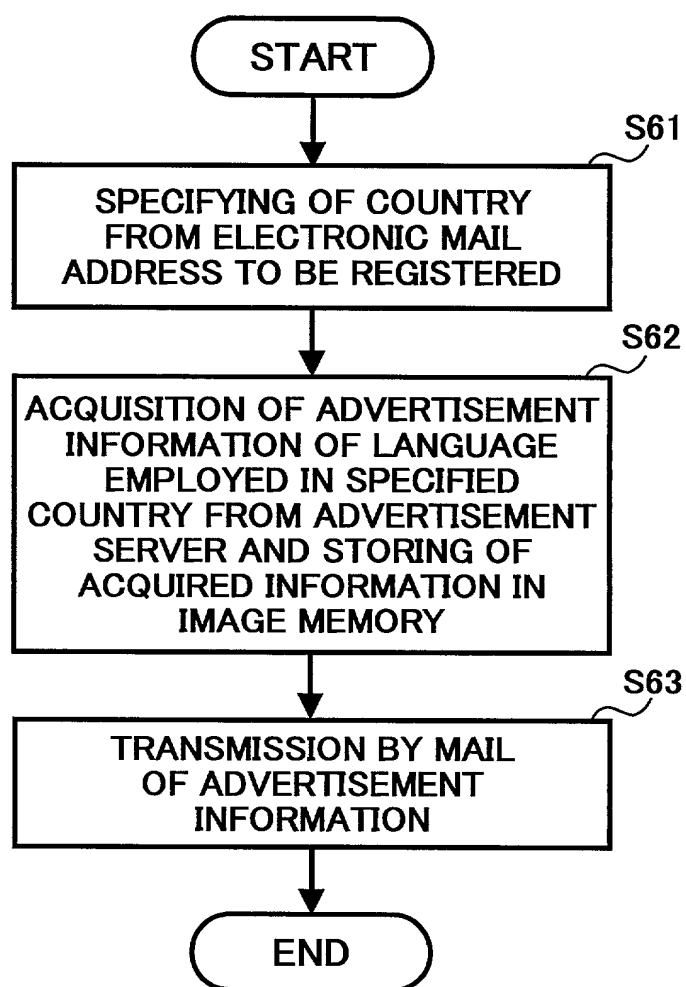 START
S61
SPECIFYING OF COUNTRY
FROM ELECTRONIC MAIL
ADDRESS TO BE REGISTERED
S62
ACQUISITION OF ADVERTISEMENT
INFORMATION OF LANGUAGE
EMPLOYED IN SPECIFIED
COUNTRY FROM ADVERTISEMENT
SERVER AND STORING OF
ACQUIRED INFORMATION IN
IMAGE MEMORY
S63
TRANSMISSION BY MAIL
OF ADVERTISEMENT
INFORMATION
END